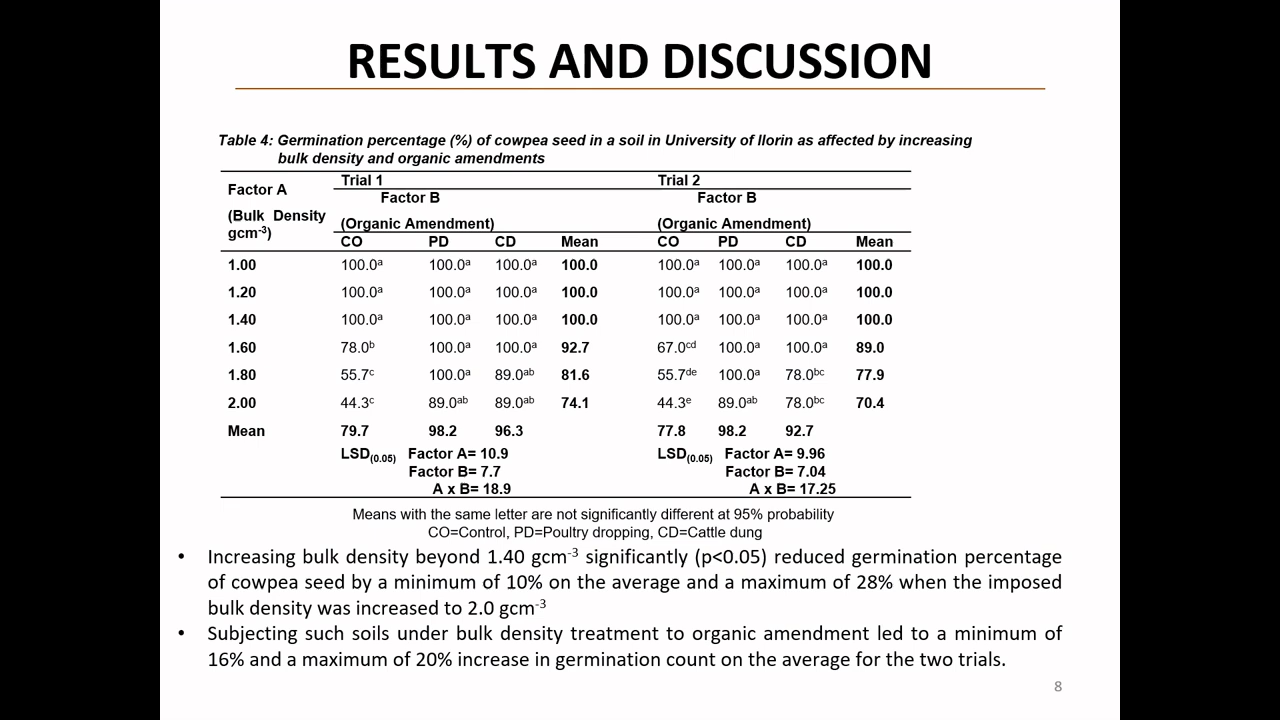 RESULTS AND DISCUSSION
Table 4: Germination percentage (%) of cowpea seed in a soil in University of Ilorin as affected by increasing
bulk density and organic amendments
Factor A
(Bulk Density
gcm-3)
Trial 1 Trial 2
Factor B Factor B
(Organic Amendment) (Organic Amendment)
CO PD CD Mean CO PD CD Mean
1.00 100.0a 100.0a 100.0a 100.0 100.0a 100.0a 100.0a 100.0
1.20 100.0a 100.0a 100.0a 100.0 100.0a 100.0a 100.0a 100.0
1.40 100.0a 100.0a 100.0a 100.0 100.0a 100.0a 100.0a 100.0
1.60 78.0b 100.0a 100.0a 92.7 67.0cd 100.0a 100.0a 89.0
1.80 55.7c 100.0a 89.0ab 81.6 55.7de 100.0a 78.0bc 77.9
2.00 44.3c 89.0ab 89.0ab 74.1 44.3e 89.0ab 78.0bc 70.4
Mean 79.7 98.2 96.3 77.8 98.2 92.7
LSD(0.05) Factor A= 10.9 LSD(0.05) Factor A= 9.96
Factor B= 7.7 Factor B= 7.04
A x B= 18.9 A x B= 17.25
Means with the same letter are not significantly different at 95% probability
CO=Control, PD=Poultry dropping, CD=Cattle dung
• Increasing bulk density beyond 1.40 gcm-3 significantly (p<0.05) reduced germination percentage
of cowpea seed by a minimum of 10% on the average and a maximum of 28% when the imposed
bulk density was increased to 2.0 gcm-3
• Subjecting such soils under bulk density treatment to organic amendment led to a minimum of
16% and a maximum of 20% increase in germination count on the average for the two trials.
8